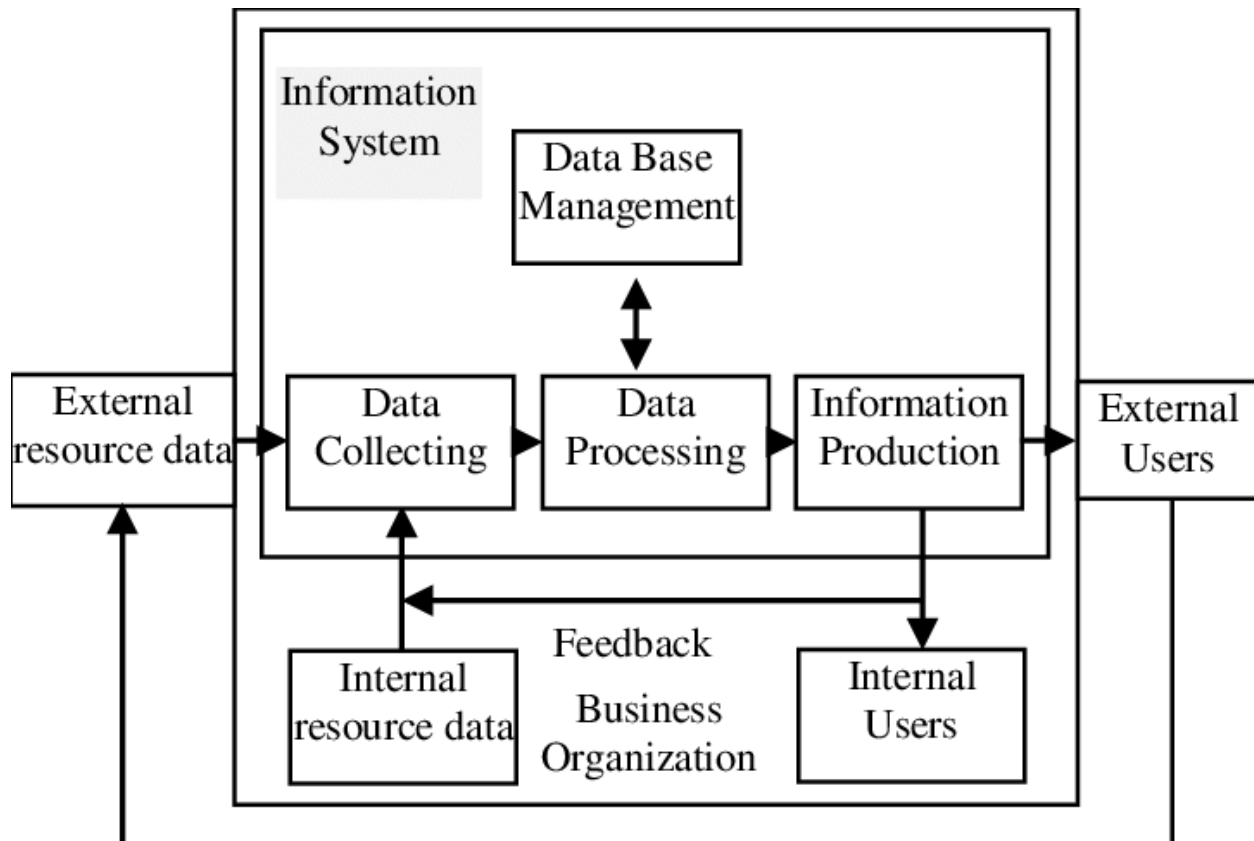 Information
System
Data Base
Management
External
resource data
Data
Collecting
Data
Processing
Information
Production
External
Users
Feedback
Internal
resource data
Business
Organization
Internal
Users